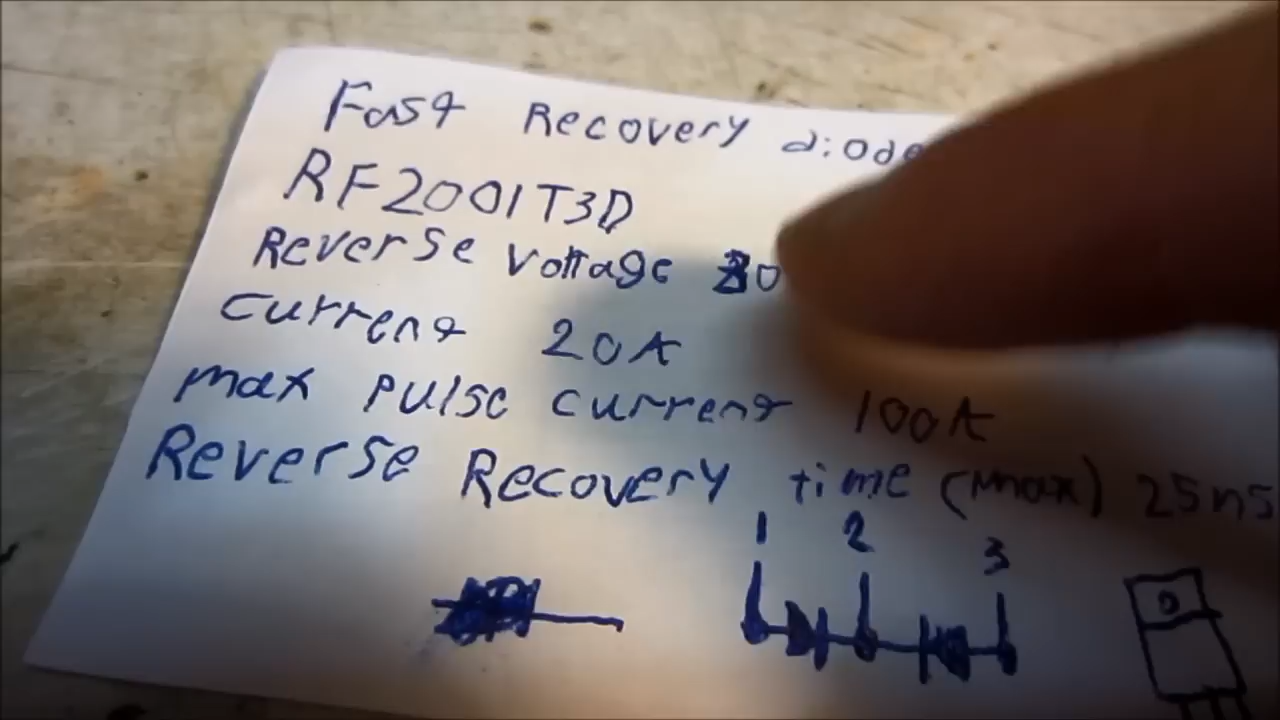 Fast Recovery diode
RF2001T3D
Reverse Voltage 30
Current 20A
Max pulse current 100A
Reverse Recovery time (Max) 25ns
1 2 3